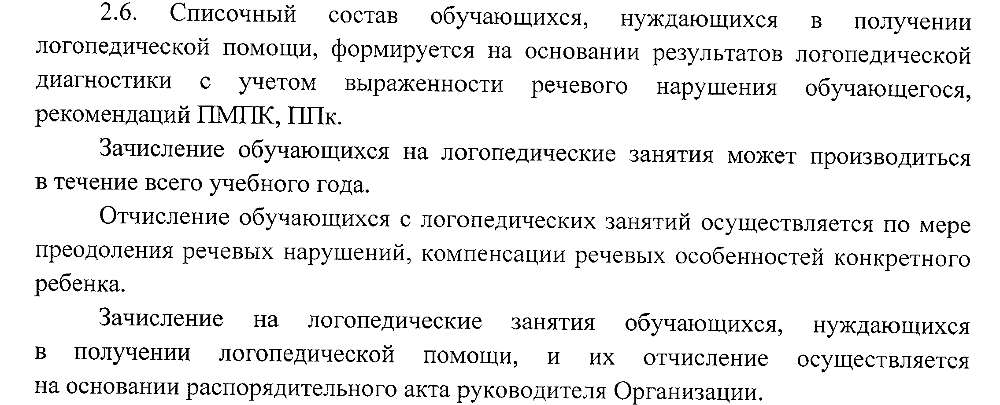 2.6. Списочный состав обучающихся, нуждающихся в получении
логопедической помощи, формируется на основании результатов логопедической
диагностики с учетом выраженности речевого нарушения обучающегося,
рекомендаций ПМПК, ППк.
Зачисление обучающихся на логопедические занятия может производиться
в течение всего учебного года.
Отчисление обучающихся с логопедических занятий осуществляется по мере
преодоления речевых нарушений, компенсации речевых особенностей конкретного
ребенка.
Зачисление на логопедические занятия обучающихся, нуждающихся
в получении логопедической помощи, и их отчисление осуществляется
на основании распорядительного акта руководителя Организации.